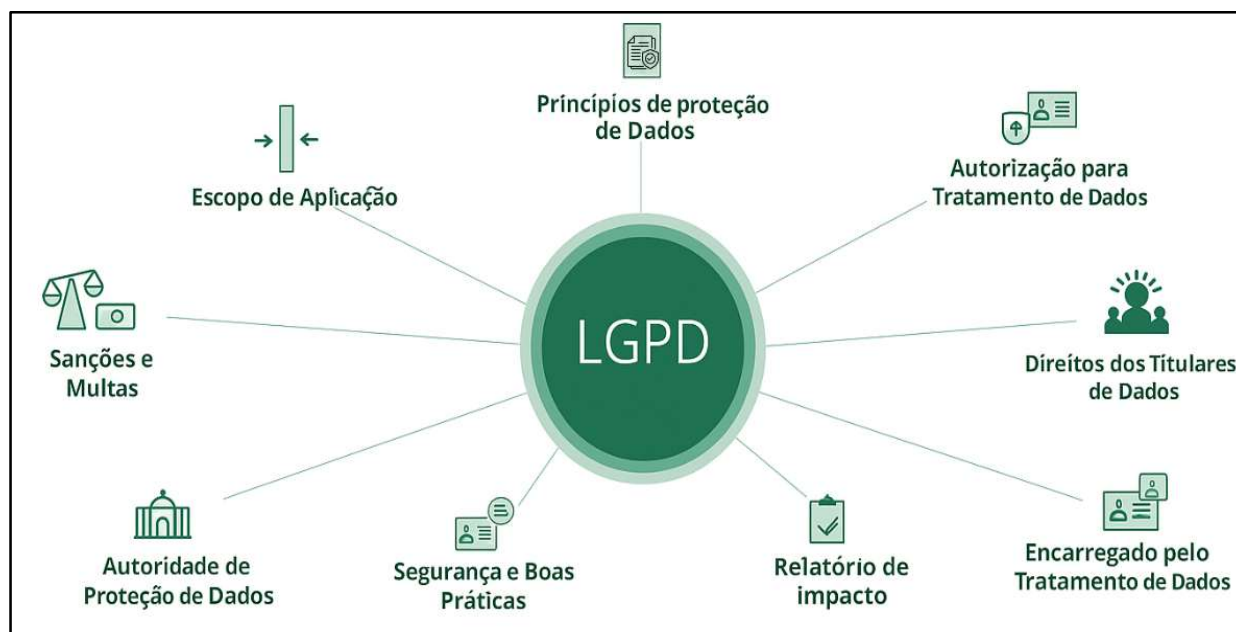 Princípios de proteção
de Dados
Escopo de Aplicação
Autorização para
Tratamento de Dados
Sanções e
Multas
LGPD
Direitos dos Titulares
de Dados
Autoridade de
Proteção de Dados
Segurança e Boas
Práticas
Relatório de
impacto
Encarregado pelo
Tratamento de Dados